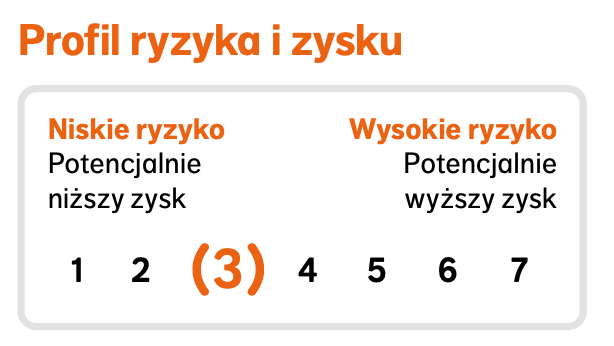 Profil ryzyka i zysku
Niskie ryzyko
Potencjalnie
niższy zysk
Wysokie ryzyko
Potencjalnie
wyższy zysk
1 2 (3) 4 5 6 7